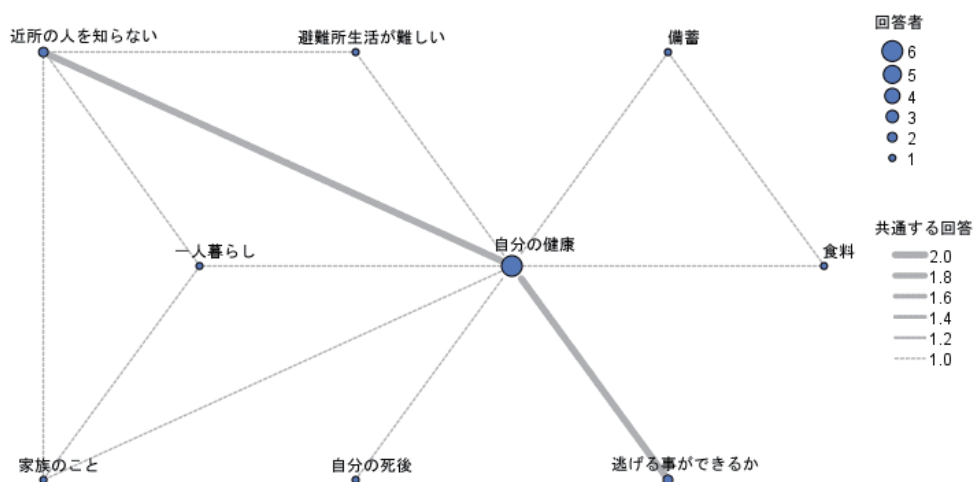 近所の人を知らない
避難所生活が難しい
備蓄
一人暮らし
自分の健康
食料
家族のこと
自分の死後
逃げる事ができるか
回答者
6
5
4
3
2
1
共通する回答
2.0
1.8
1.6
1.4
1.2
1.0